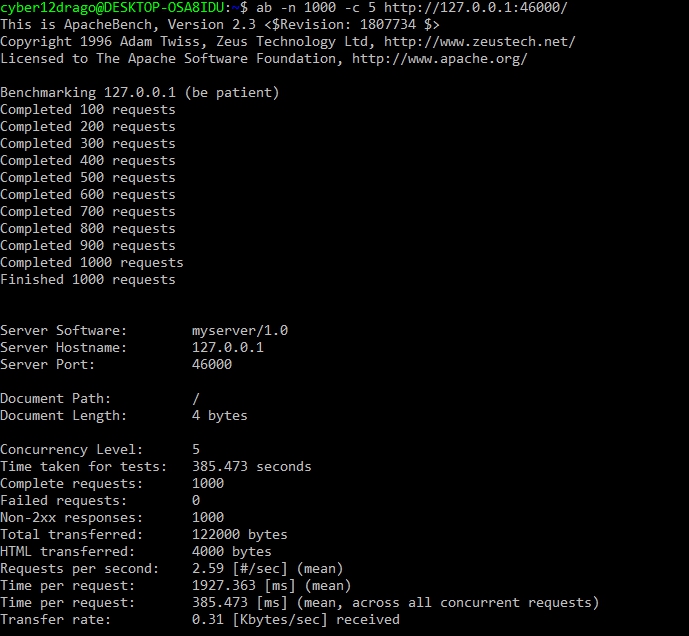 cyber12drago@DESKTOP-OSA8IDU:~$ ab -n 1000 -c 5 http://127.0.0.1:46000/
This is ApacheBench, Version 2.3 <$Revision: 1807734 $>
Copyright 1996 Adam Twiss, Zeus Technology Ltd, http://www.zeustech.net/
Licensed to The Apache Software Foundation, http://www.apache.org/

Benchmarking 127.0.0.1 (be patient)
Completed 100 requests
Completed 200 requests
Completed 300 requests
Completed 400 requests
Completed 500 requests
Completed 600 requests
Completed 700 requests
Completed 800 requests
Completed 900 requests
Completed 1000 requests
Finished 1000 requests


Server Software:        myserver/1.0
Server Hostname:        127.0.0.1
Server Port:            46000

Document Path:          /
Document Length:        4 bytes

Concurrency Level:      5
Time taken for tests:   385.473 seconds
Complete requests:      1000
Failed requests:        0
Non-2xx responses:      1000
Total transferred:      122000 bytes
HTML transferred:       4000 bytes
Requests per second:    2.59 [#/sec] (mean)
Time per request:       1927.363 [ms] (mean)
Time per request:       385.473 [ms] (mean, across all concurrent requests)
Transfer rate:          0.31 [Kbytes/sec] received